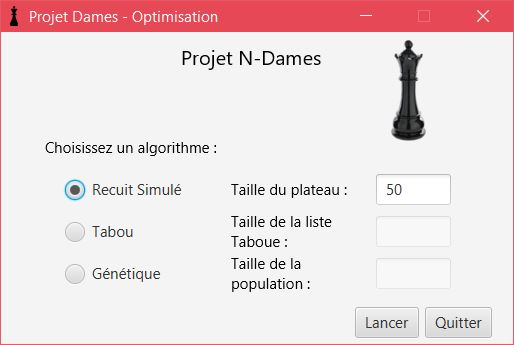 Projet Dames - Optimisation
Projet N-Dames
Choisissez un algorithme :
Recuit Simulé
Taille du plateau :
50
Tabou
Taille de la liste
Taboue :
Génétique
Taille de la
population :
Lancer
Quitter